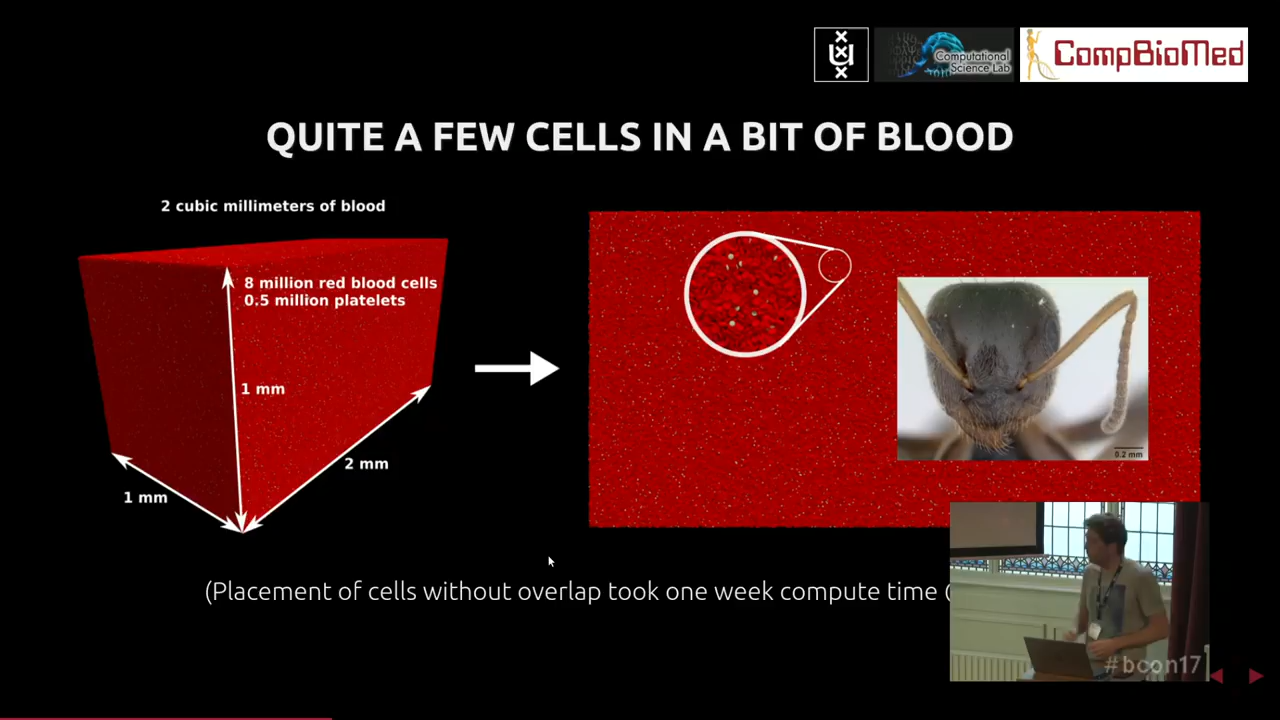 Computational
Science Lab
CompBioMed
QUITE A FEW CELLS IN A BIT OF BLOOD
2 cubic millimeters of blood
8 million red blood cells
0.5 million platelets
1 mm
2 mm
1 mm
0.2 mm
(Placement of cells without overlap took one week compute time (
#bcon17